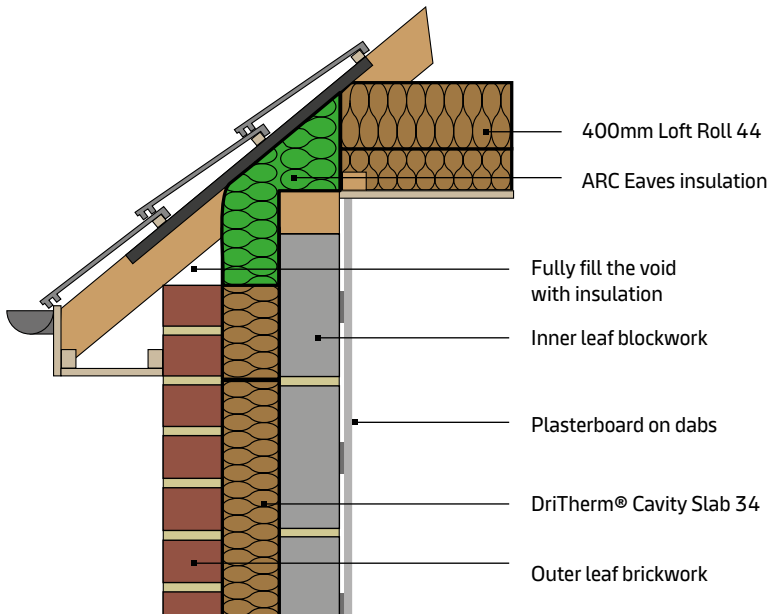 400mm Loft Roll 44
ARC Eaves insulation
Fully fill the void
with insulation
Inner leaf blockwork
Plasterboard on dabs
DriTherm® Cavity Slab 34
Outer leaf brickwork